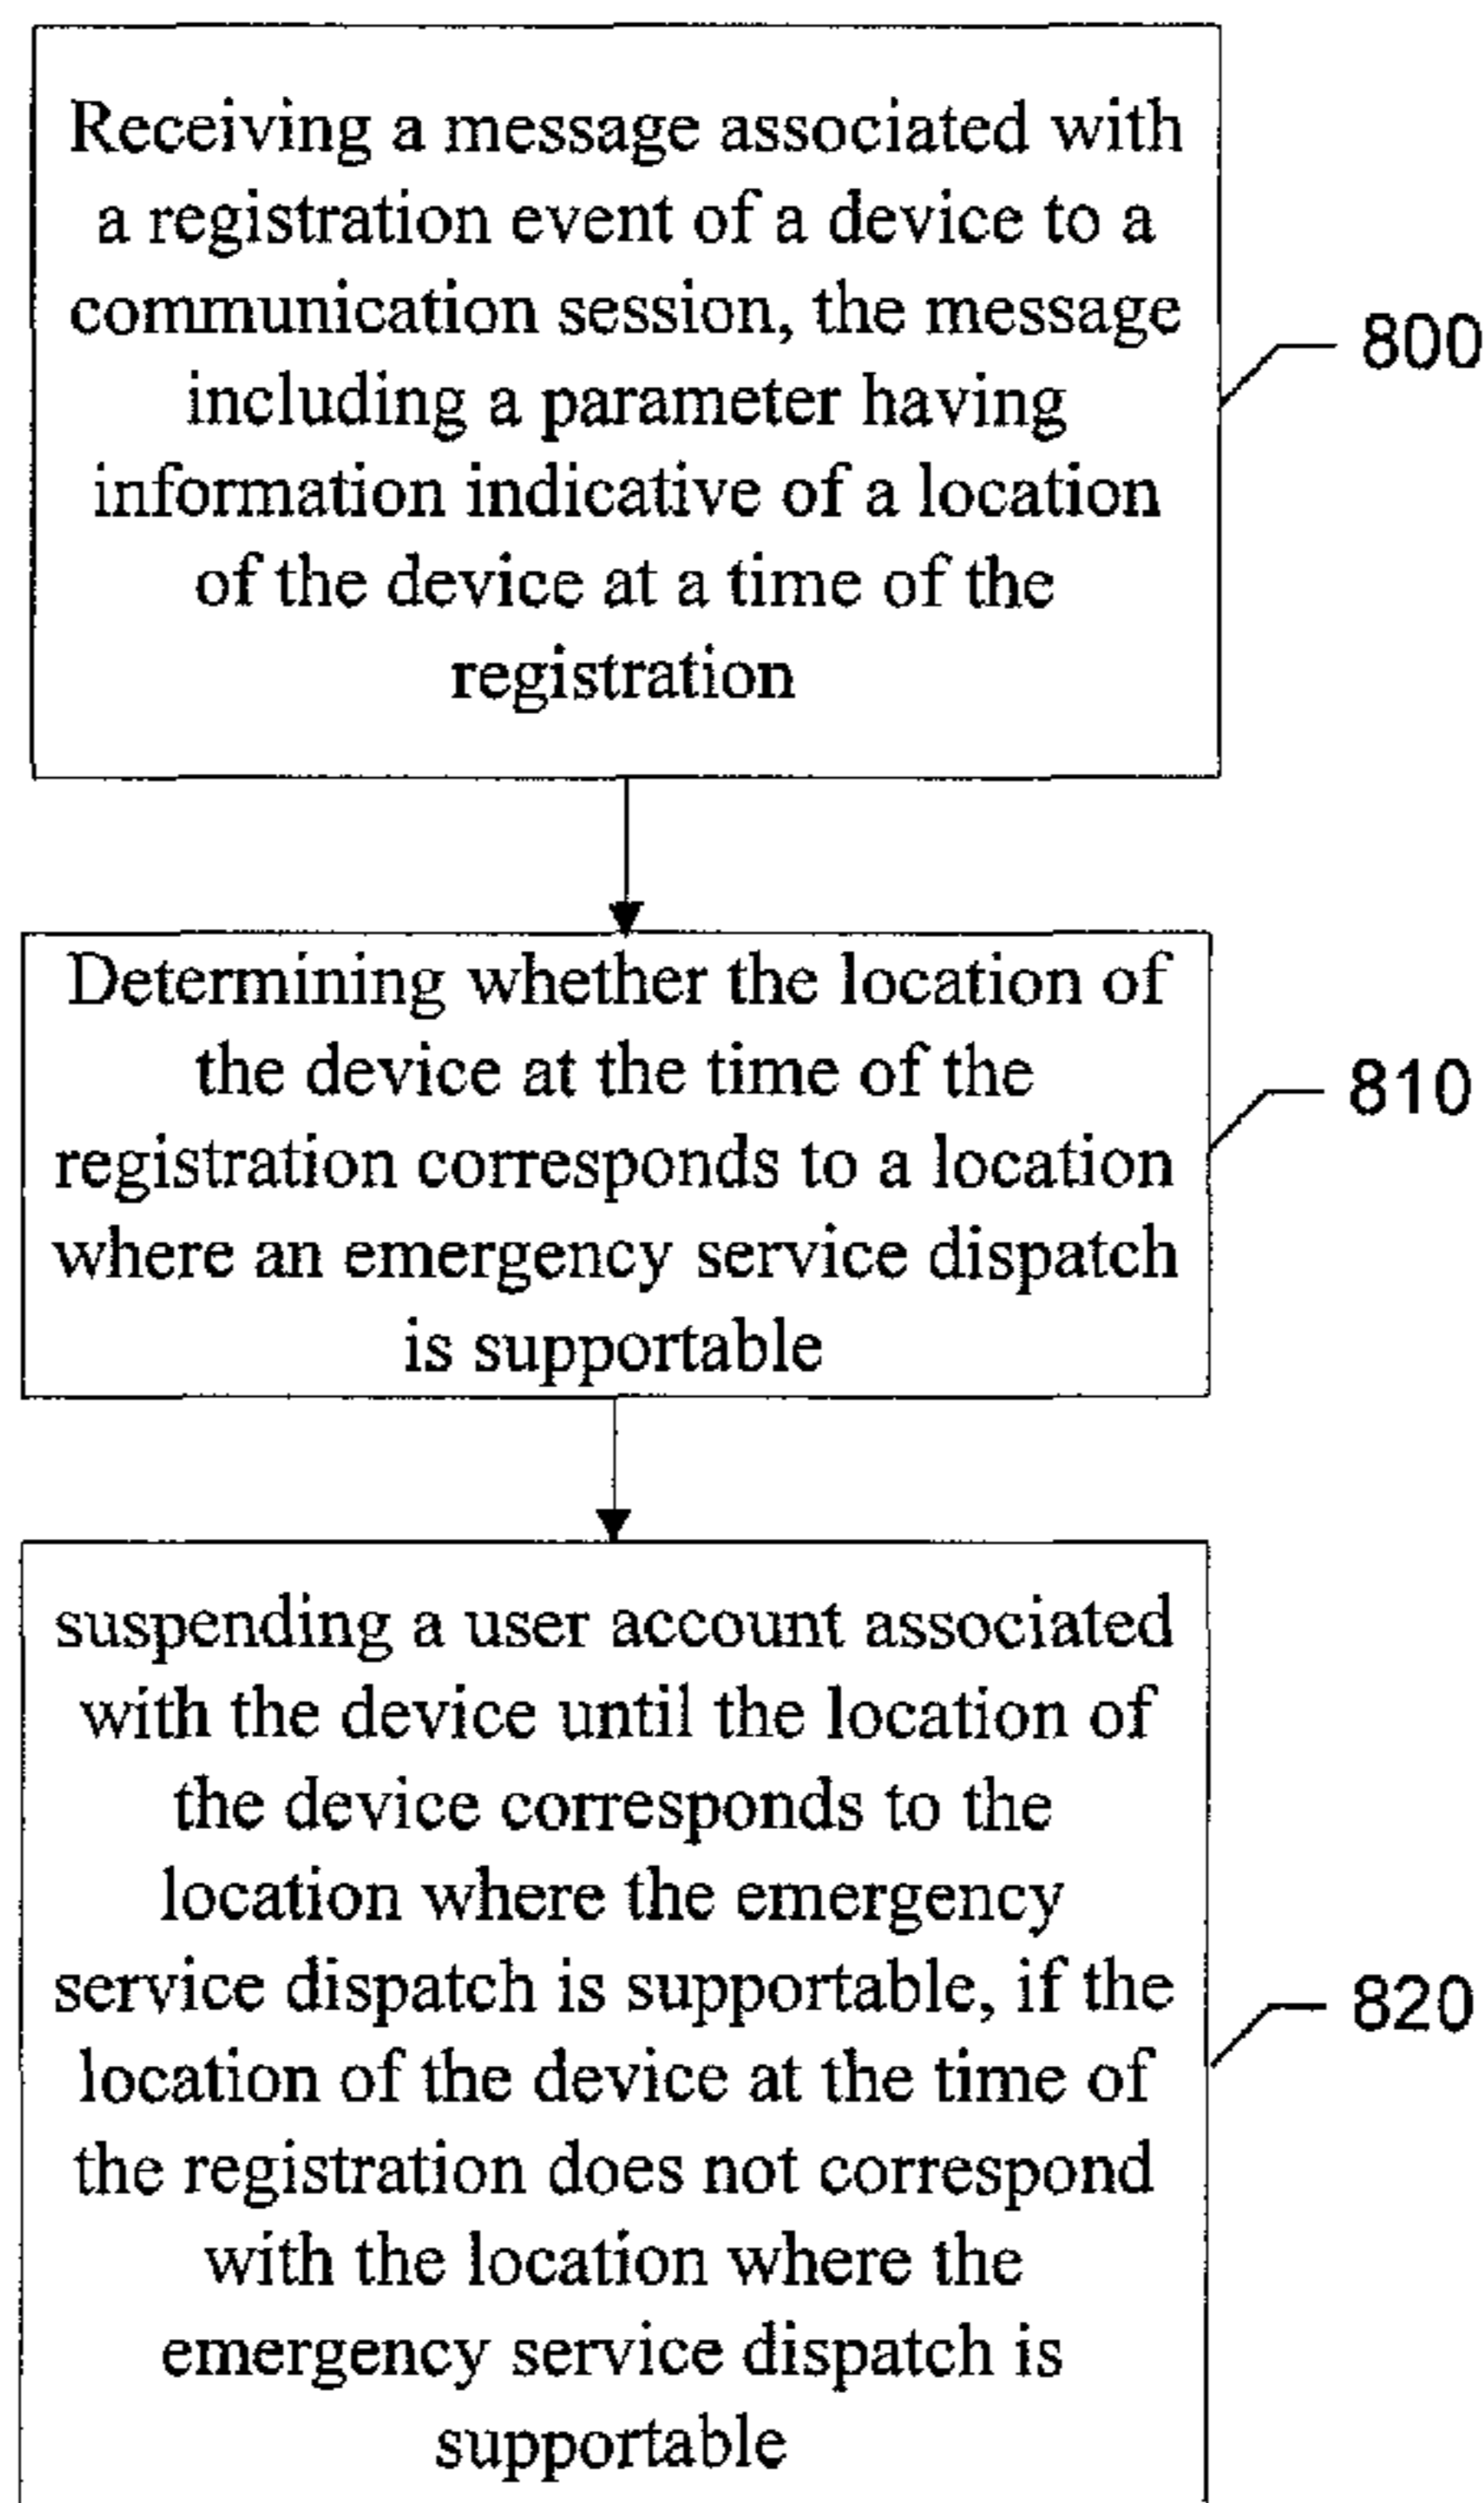 Receiving a message associated with
a registration event of a device to a
communication session, the message
including a parameter having
information indicative of a location
of the device at a time of the
registration
800
Determining whether the location of
the device at the time of the
registration corresponds to a location
where an emergency service dispatch
is supportable
810
suspending a user account associated
with the device until the location of
the device corresponds to the
location where the emergency
service dispatch is supportable, if the
location of the device at the time of
the registration does not correspond
with the location where the
emergency service dispatch is
supportable
820